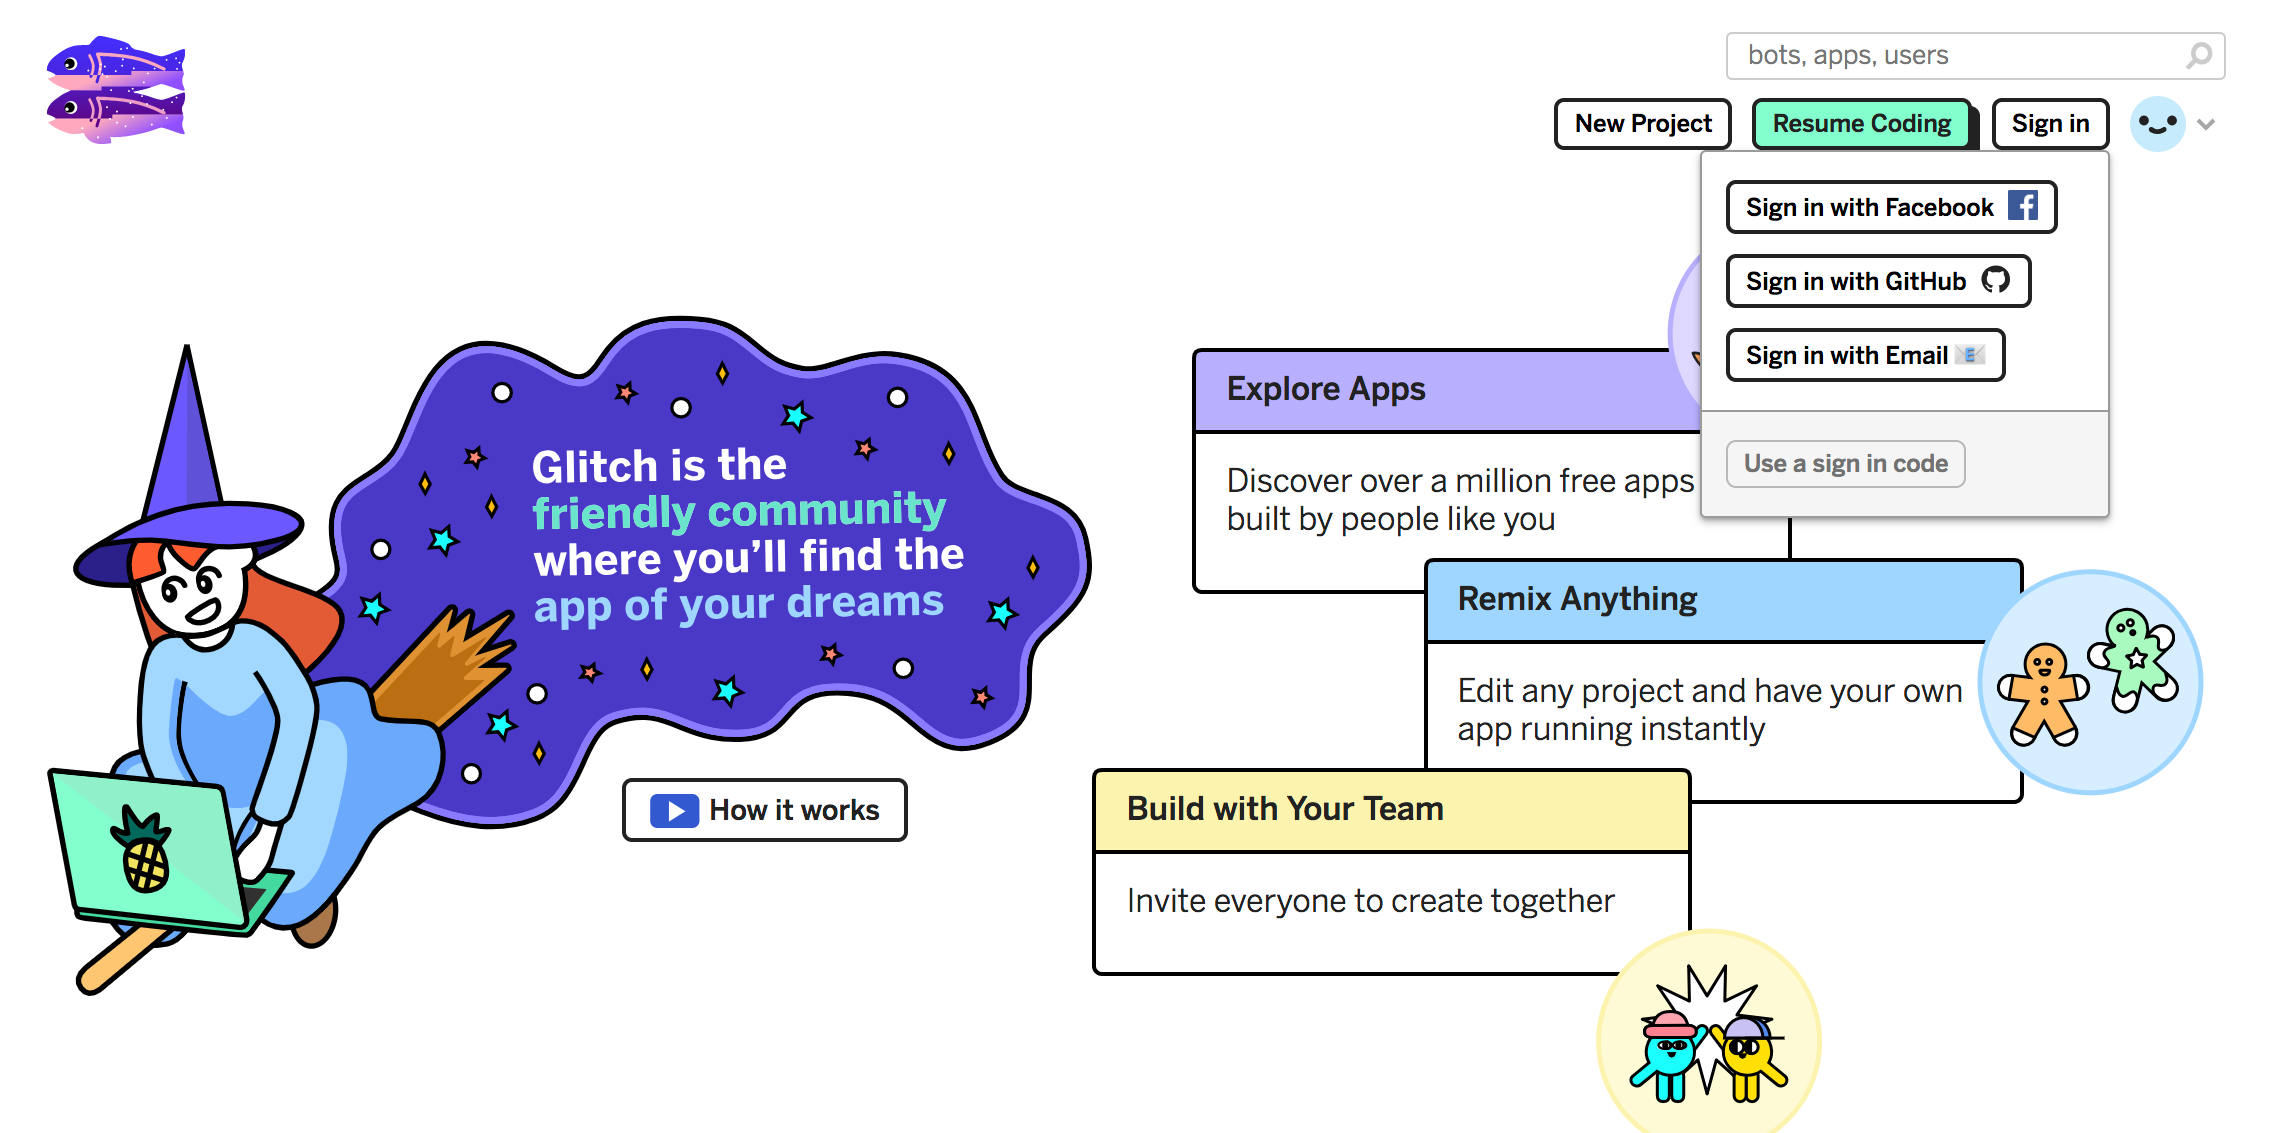 bots, apps, users
New Project
Resume Coding
Sign in
Sign in with Facebook
Sign in with GitHub
Sign in with Email
Use a sign in code
Glitch is the
friendly community
where you’ll find the
app of your dreams
How it works
Explore Apps
Discover over a million free apps
built by people like you
Remix Anything
Edit any project and have your own
app running instantly
Build with Your Team
Invite everyone to create together